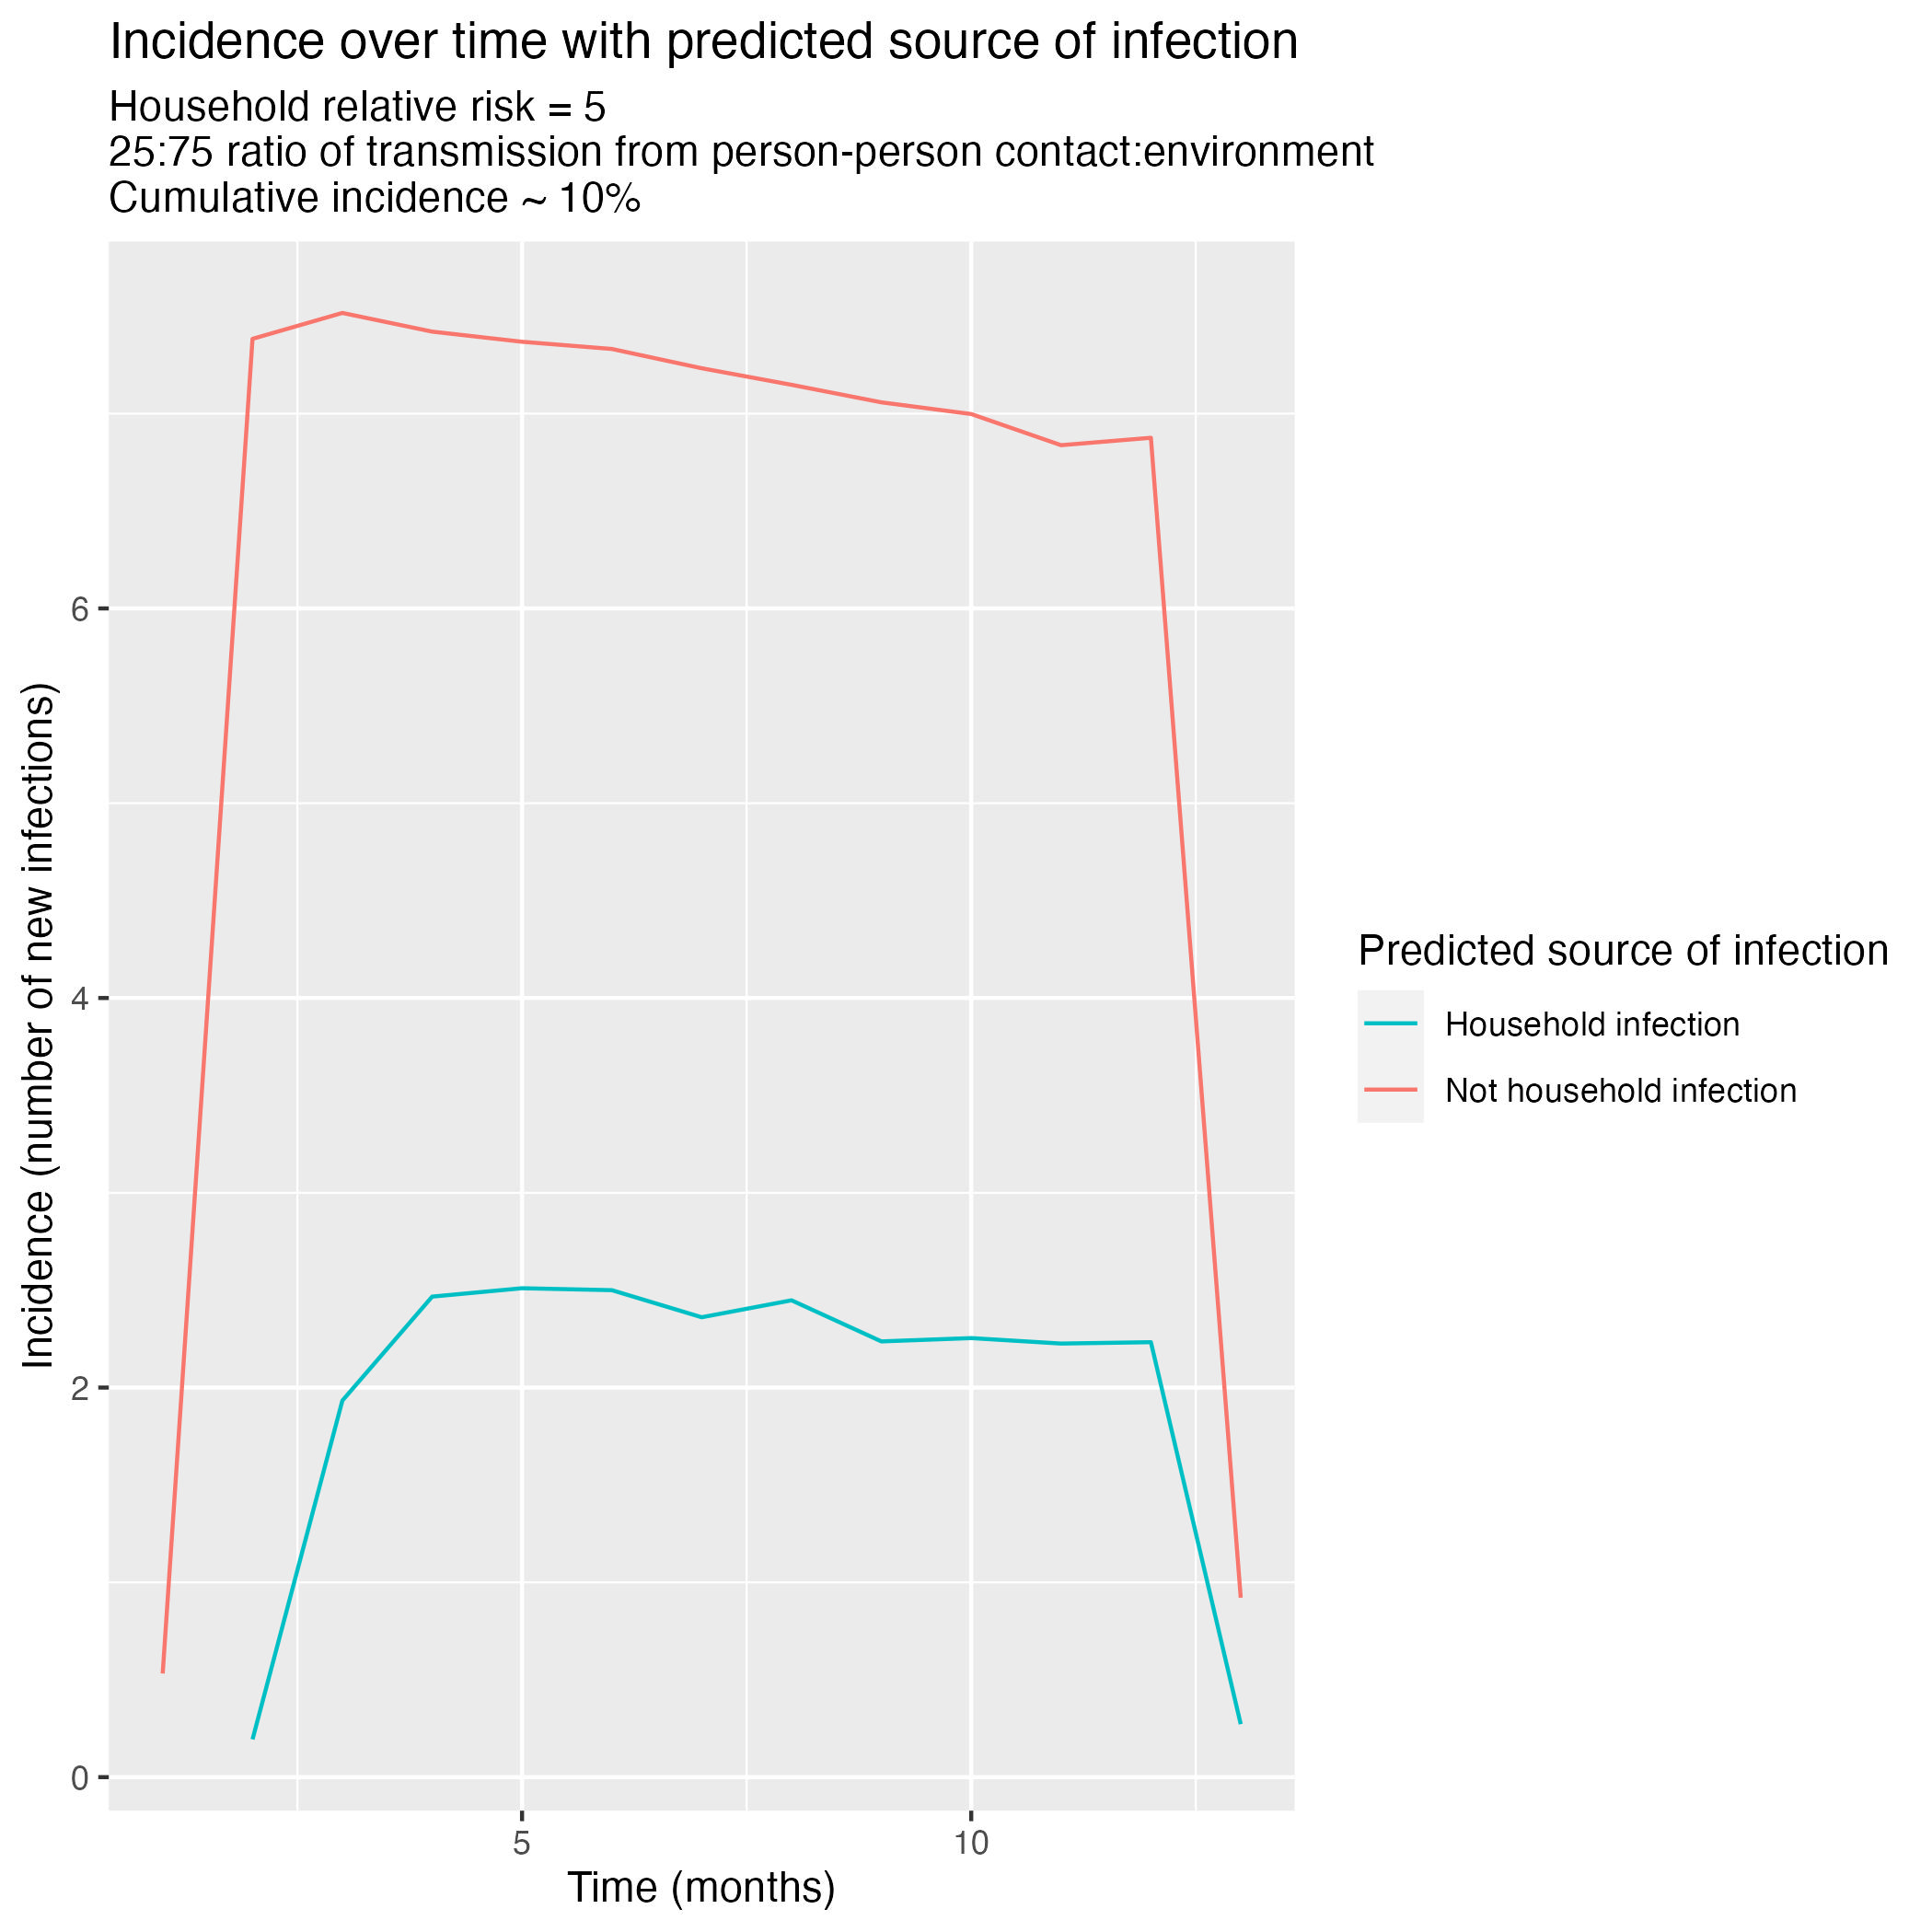 Incidence over time with predicted source of infection
Household relative risk = 5
25:75 ratio of transmission from person-person contact:environment
Cumulative incidence ~ 10%
Incidence (number of new infections)
6
4
2
0
5
10
Time (months)
Predicted source of infection
Household infection
Not household infection